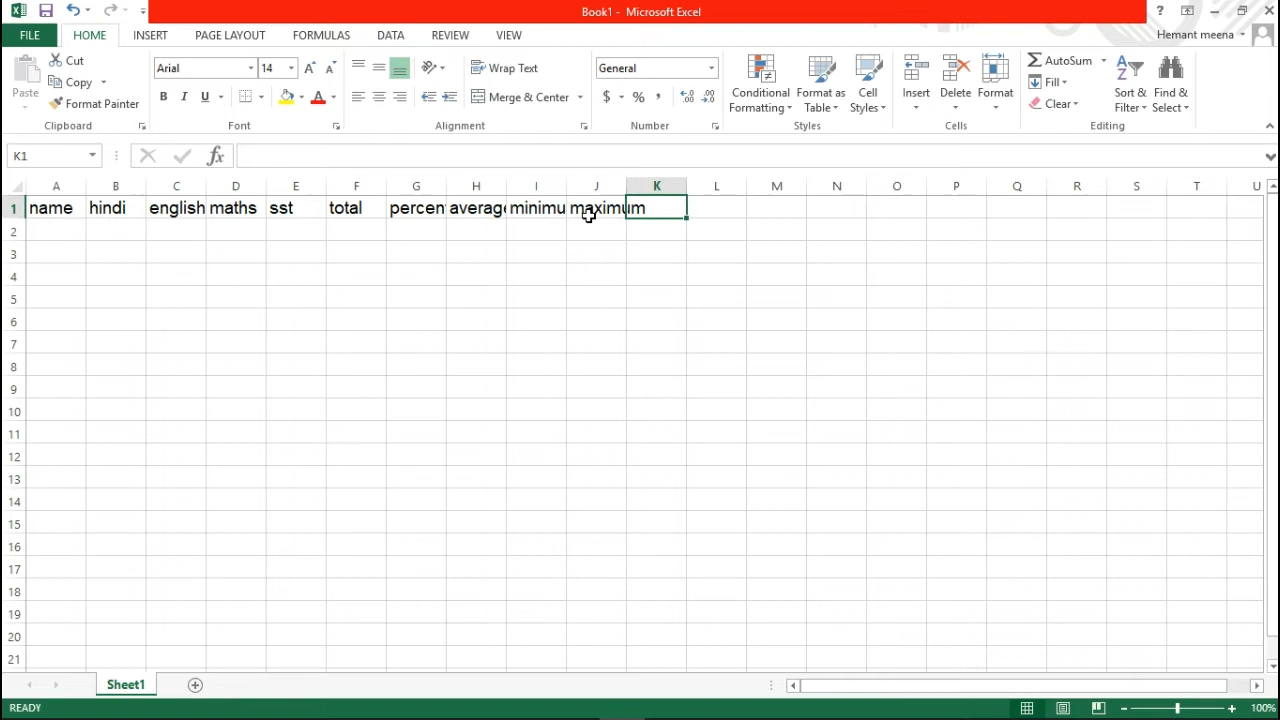 Book1 - Microsoft Excel
?
FILE HOME INSERT PAGE LAYOUT FORMULAS DATA REVIEW VIEW Hemant meena
Paste Cut Copy Format Painter Clipboard
Arial 14 A A B I U A Font
Wrap Text Merge & Center Alignment
General $ % , Number
Conditional Formatting Format as Table Cell Styles Styles
Insert Delete Format Cells
AutoSum Fill Clear Sort & Filter Find & Select Editing
K1 fx
A B C D E F G H I J K L M N O P Q R S T U
1 name hindi english maths sst total percen average minimu maximum
2
3
4
5
6
7
8
9
10
11
12
13
14
15
16
17
18
19
20
21
Sheet1
READY 100%